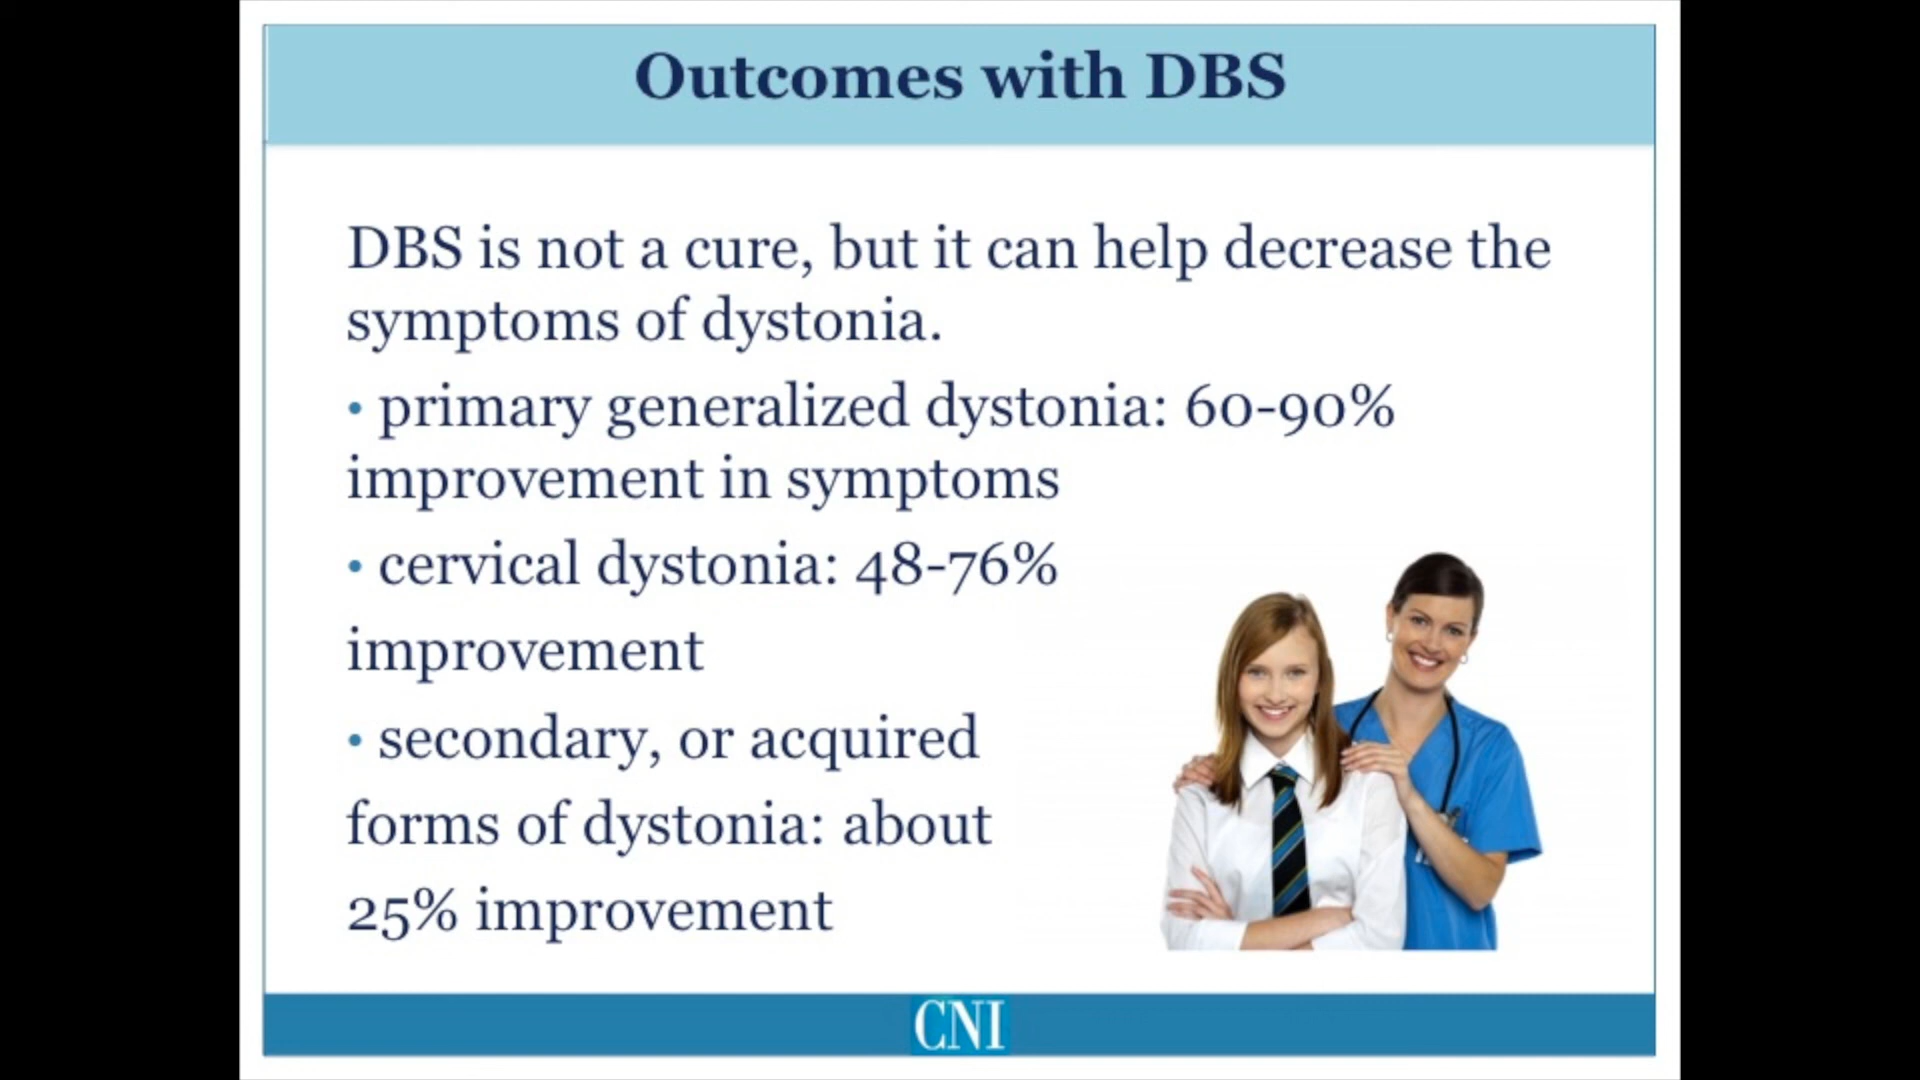 Outcomes with DBS
DBS is not a cure, but it can help decrease the
symptoms of dystonia.
• primary generalized dystonia: 60-90%
improvement in symptoms
• cervical dystonia: 48-76%
improvement
• secondary, or acquired
forms of dystonia: about
25% improvement
CNI